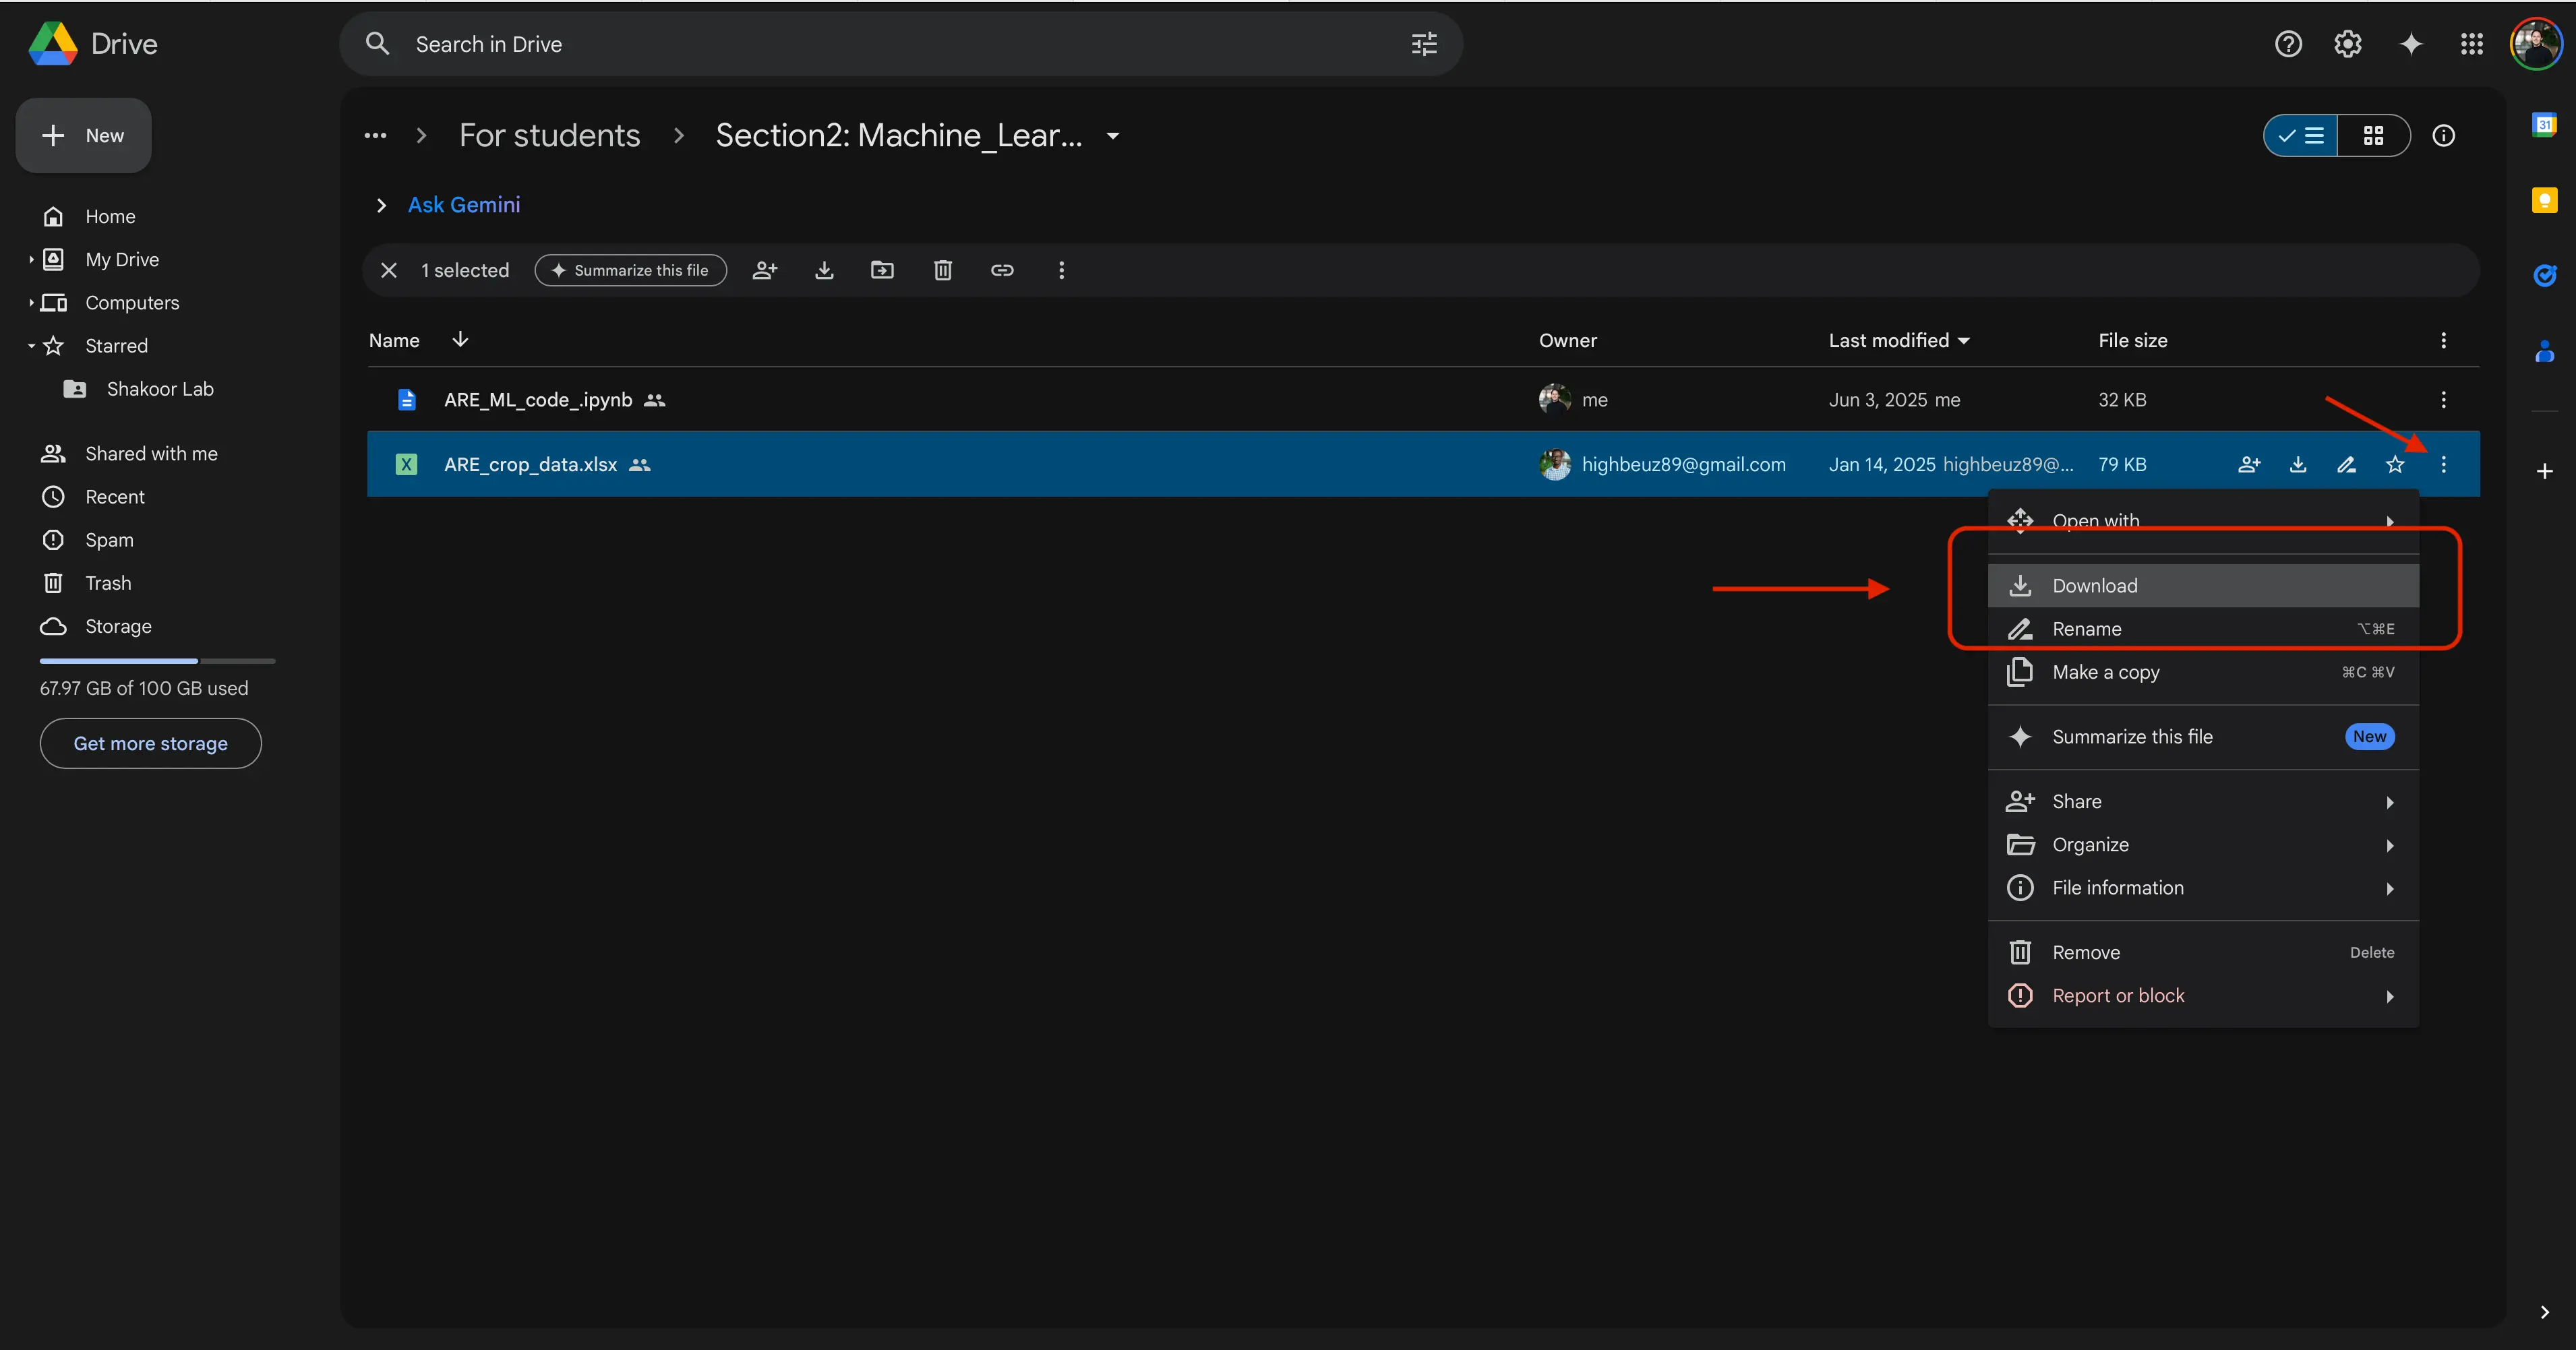 Drive
Search in Drive
New
For students
Section2: Machine_Lear...
Ask Gemini
1 selected
Summarize this file
Home
My Drive
Computers
Starred
Shakoor Lab
Shared with me
Recent
Spam
Trash
Storage
67.97 GB of 100 GB used
Get more storage
Name
Owner
Last modified
File size
ARE_ML_code_.ipynb
me
Jun 3, 2025 me
32 KB
ARE_crop_data.xlsx
highbeuz89@gmail.com
Jan 14, 2025 highbeuz89@...
79 KB
Open with
Download
Rename
⌥⌘E
Make a copy
⌘C ⌘V
Summarize this file
New
Share
Organize
File information
Remove
Delete
Report or block
31